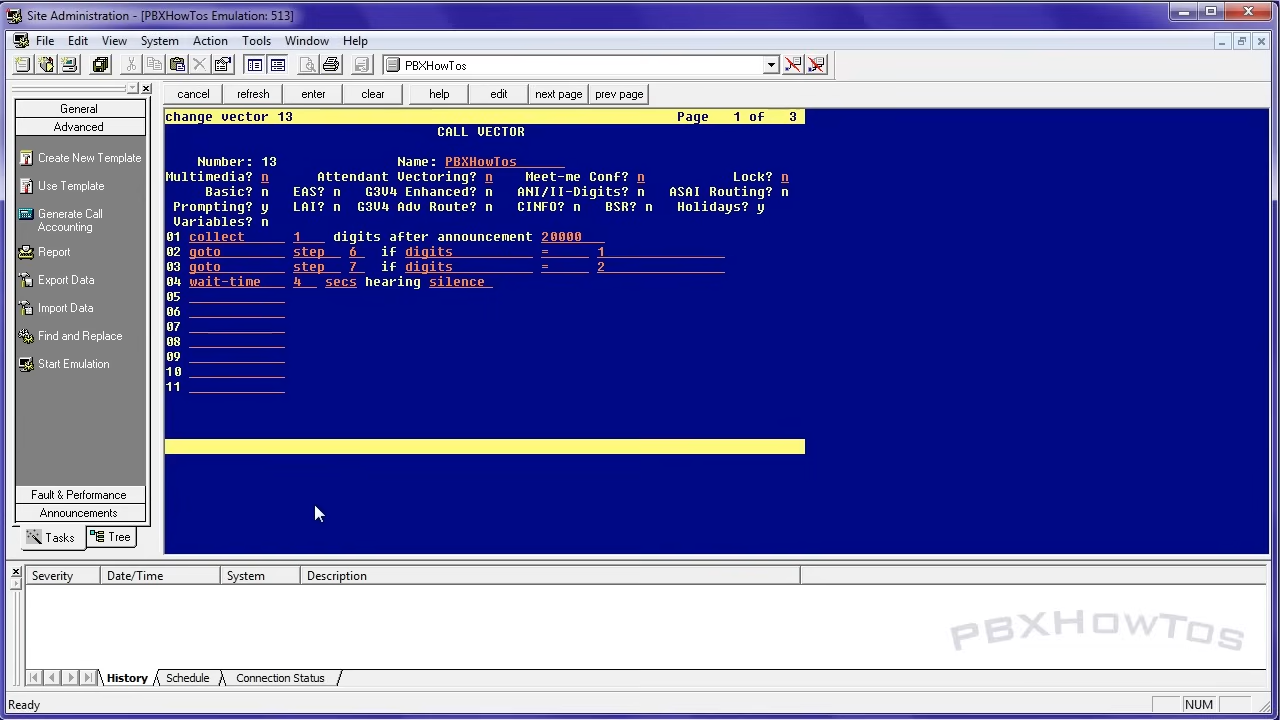 Site Administration - [PBXHowTos Emulation: 513]
File Edit View System Action Tools Window Help
PBXHowTos
cancel refresh enter clear help edit next page prev page
General
Advanced
Create New Template
Use Template
Generate Call
Accounting
Report
Export Data
Import Data
Find and Replace
Start Emulation
Fault & Performance
Announcements
Tasks Tree
change vector 13 Page 1 of 3
CALL VECTOR
Number: 13 Name: PBXHowTos
Multimedia? n Attendant Vectoring? n Meet-me Conf? n Lock? n
Basic? n EAS? n G3V4 Enhanced? n ANI/II-Digits? n ASAI Routing? n
Prompting? y LAI? n G3V4 Adv Route? n CINFO? n BSR? n Holidays? y
Variables? n
01 collect 1 digits after announcement 20000
02 goto step 6 if digits = 1
03 goto step 7 if digits = 2
04 wait-time 4 secs hearing silence
05
06
07
08
09
10
11
Severity Date/Time System Description
PBXHowTos
History Schedule Connection Status
Ready NUM